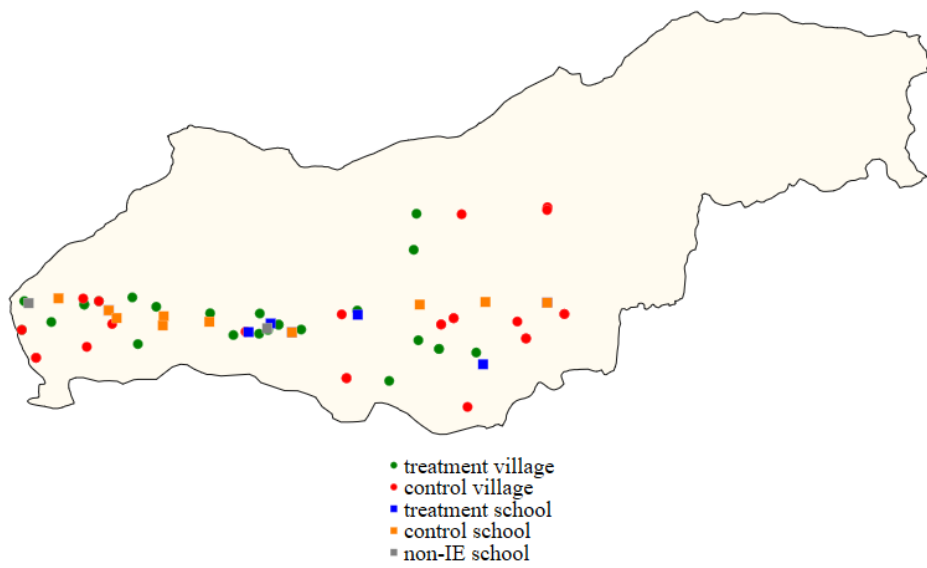 treatment village
control village
treatment school
control school
non-IE school